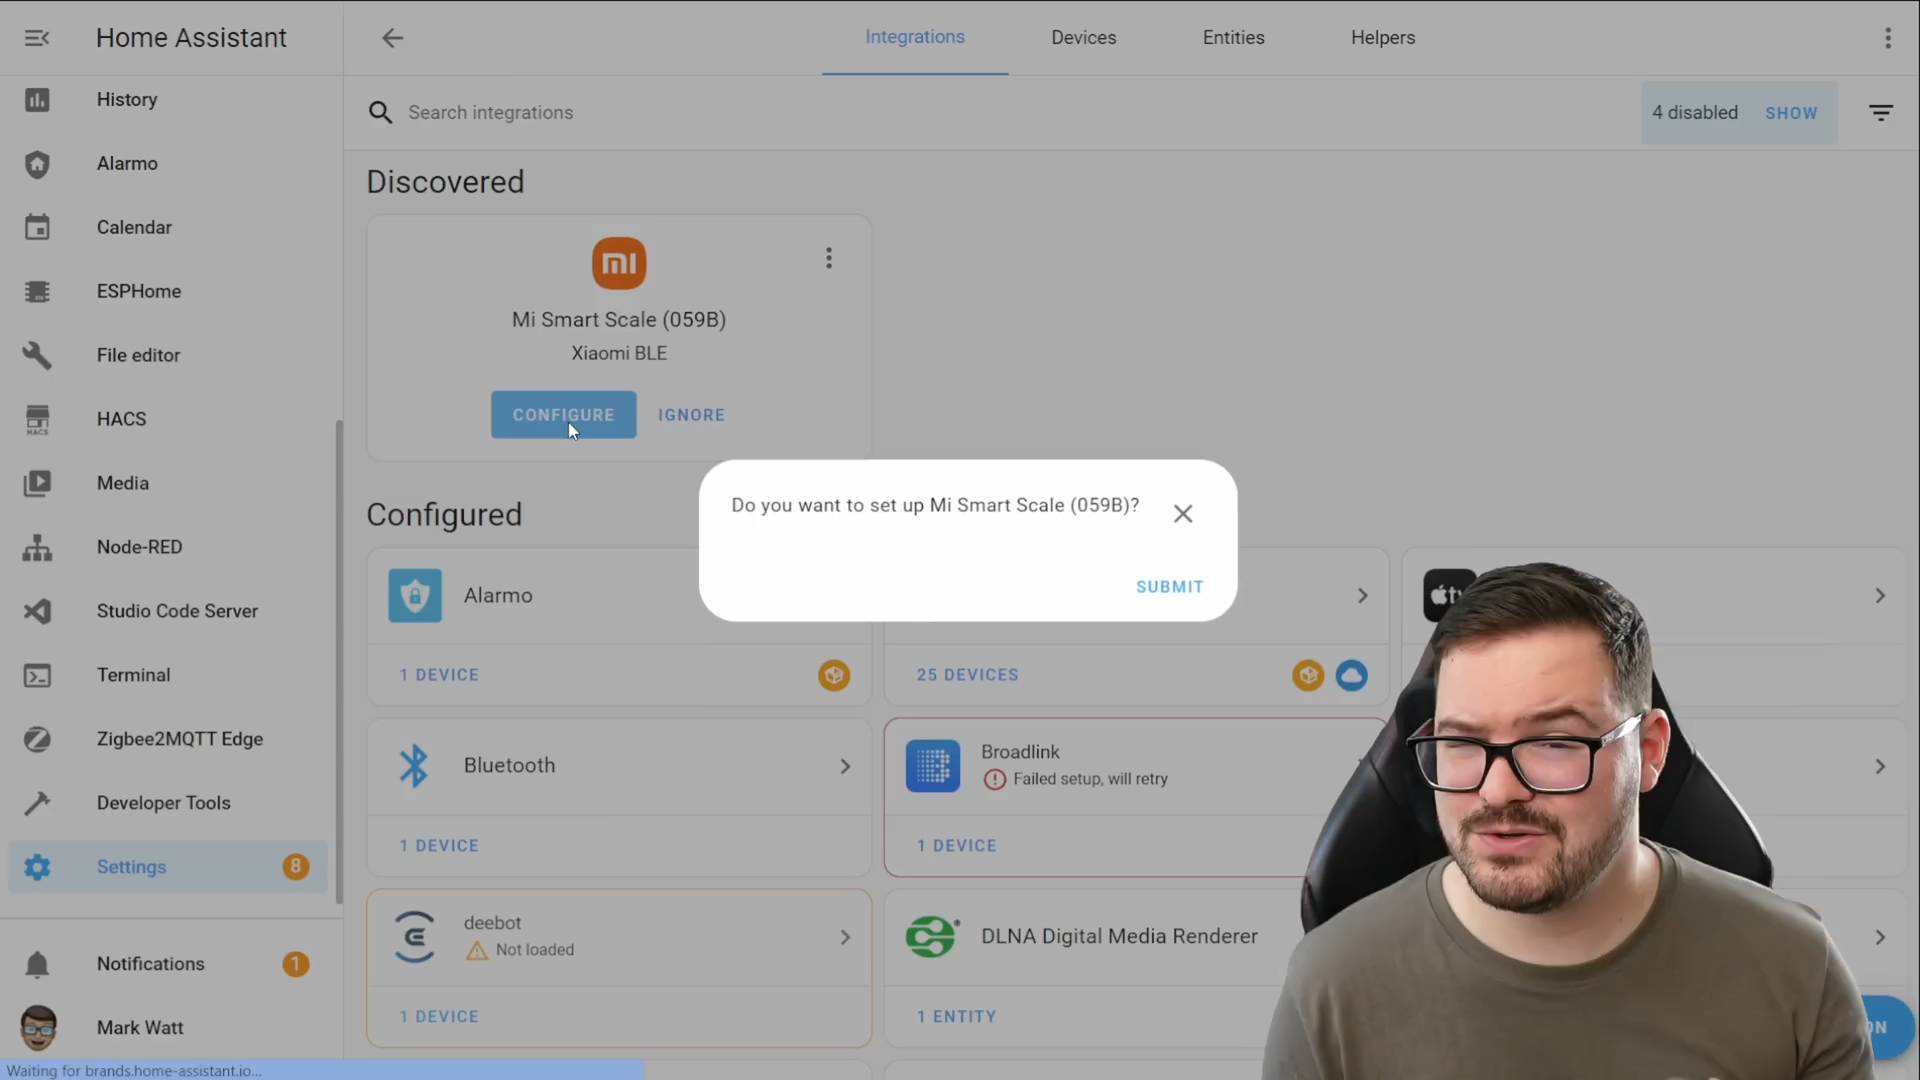 Home Assistant
Integrations
Devices
Entities
Helpers
History
Alarmo
Calendar
ESPHome
File editor
HACS
HACS
Media
Node-RED
Studio Code Server
Terminal
Zigbee2MQTT Edge
Developer Tools
Settings
8
Notifications
1
Mark Watt
Waiting for brands.home-assistant.io...
Search integrations
4 disabled
SHOW
Discovered
mi
Mi Smart Scale (059B)
Xiaomi BLE
CONFIGURE
IGNORE
Do you want to set up Mi Smart Scale (059B)?
SUBMIT
Configured
Alarmo
1 DEVICE
25 DEVICES
tv
Bluetooth
1 DEVICE
Broadlink
Failed setup, will retry
1 DEVICE
deebot
Not loaded
1 DEVICE
DLNA Digital Media Renderer
1 ENTITY